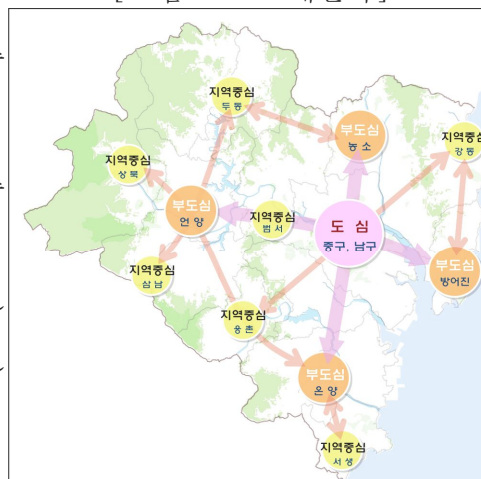 지역중심
두동
부도심
농소
지역중심
강동
지역중심
상북
부도심
언양
지역중심
범서
도심
중구, 남구
지역중심
삼남
부도심
방어진
지역중심
웅촌
부도심
온양
지역중심
서생